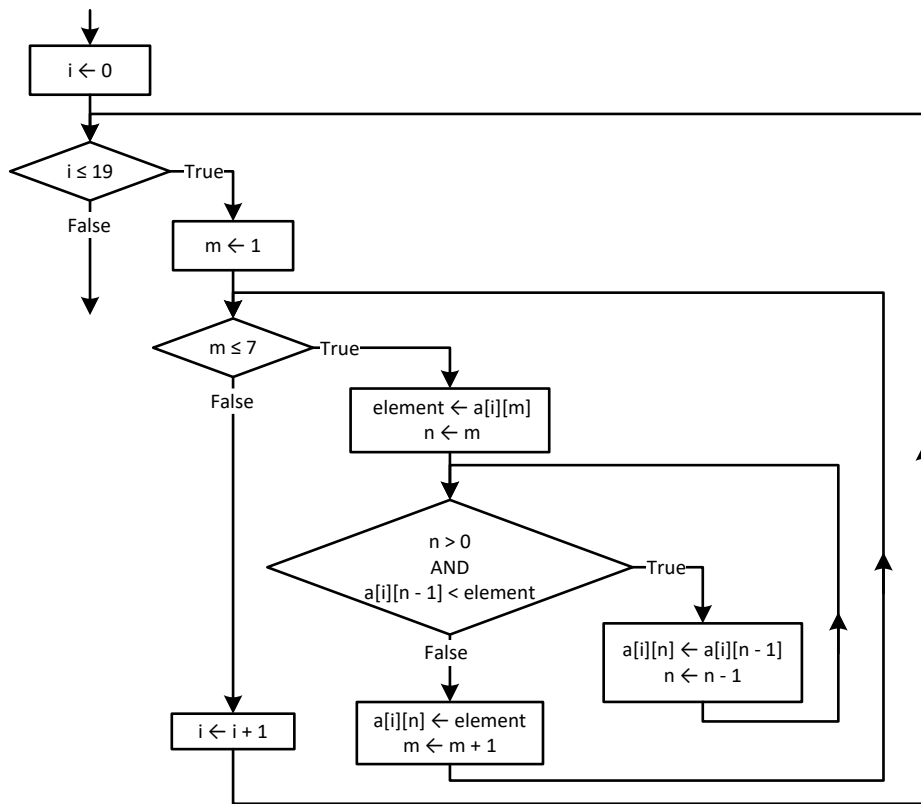 i ← 0
i ≤ 19
True
False
m ← 1
m ≤ 7
True
False
element ← a[i][m]
n ← m
n > 0
AND
a[i][n - 1] < element
True
False
a[i][n] ← a[i][n - 1]
n ← n - 1
a[i][n] ← element
m ← m + 1
i ← i + 1